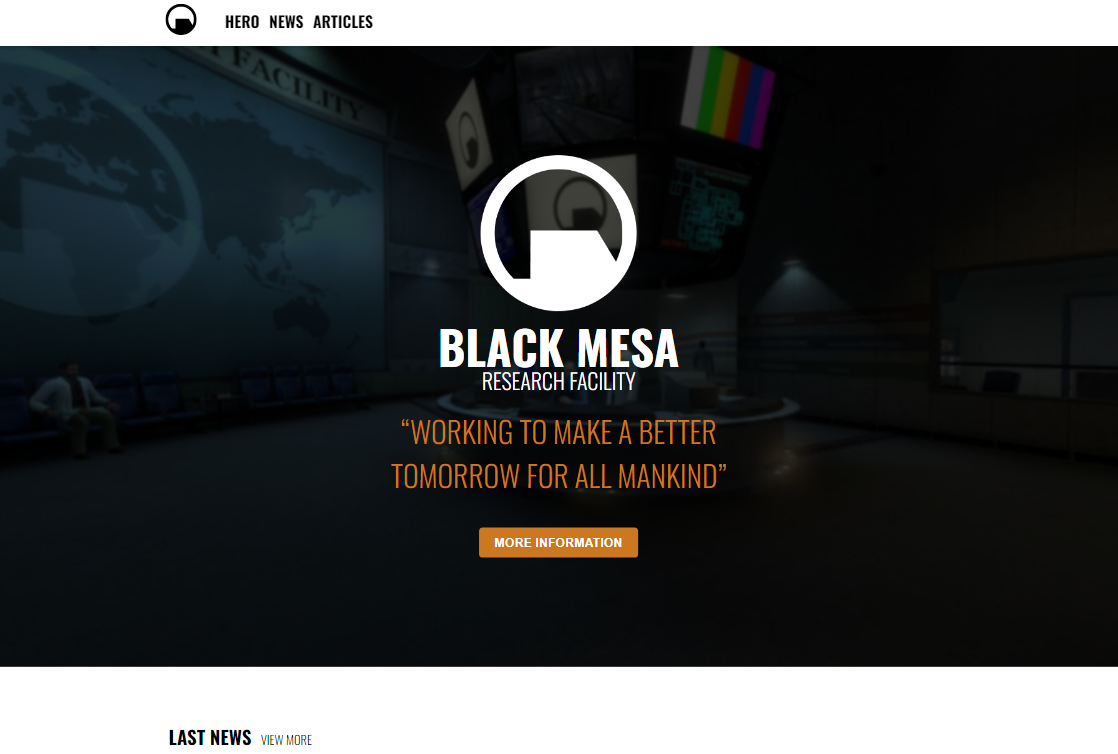 HERO NEWS ARTICLES
FACILITY
BLACK MESA
RESEARCH FACILITY
“WORKING TO MAKE A BETTER
TOMORROW FOR ALL MANKIND”
MORE INFORMATION
LAST NEWS VIEW MORE